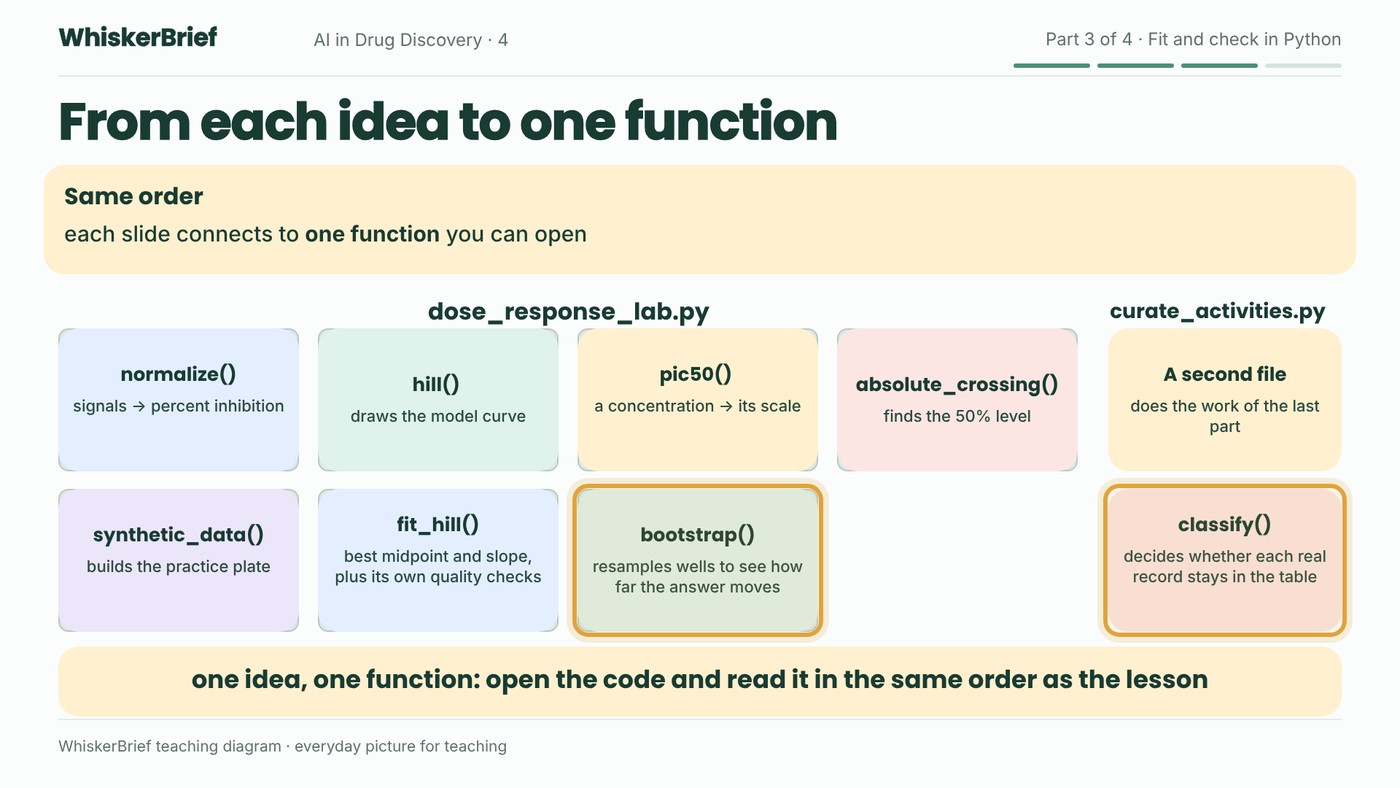 WhiskerBrief
AI in Drug Discovery · 4
Part 3 of 4 · Fit and check in Python
From each idea to one function
Same order
each slide connects to one function you can open
dose_response_lab.py
curate_activities.py
normalize()
signals → percent inhibition
hill()
draws the model curve
pic50()
a concentration → its scale
absolute_crossing()
finds the 50% level
A second file
does the work of the last
part
synthetic_data()
builds the practice plate
fit_hill()
best midpoint and slope,
plus its own quality checks
bootstrap()
resamples wells to see how
far the answer moves
classify()
decides whether each real
record stays in the table
one idea, one function: open the code and read it in the same order as the lesson
WhiskerBrief teaching diagram · everyday picture for teaching